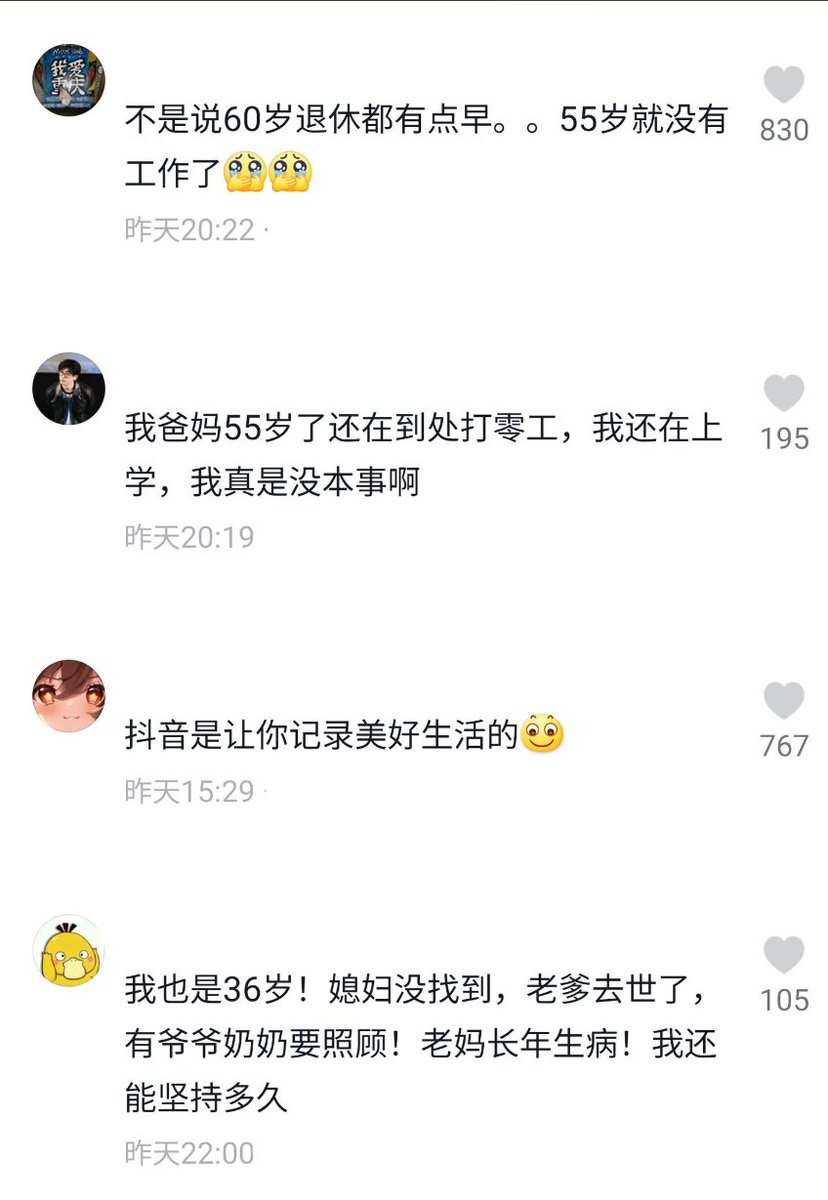 我爱
重庆
830
不是说60岁退休都有点早。。55岁就没有
工作了🥹🥹
昨天20:22 ·
195
我爸妈55岁了还在到处打零工，我还在上
学，我真是没本事啊
昨天20:19
767
抖音是让你记录美好生活的
昨天15:29 ·
105
我也是36岁！媳妇没找到，老爹去世了，
有爷爷奶奶要照顾！老妈长年生病！我还
能坚持多久
昨天22:00